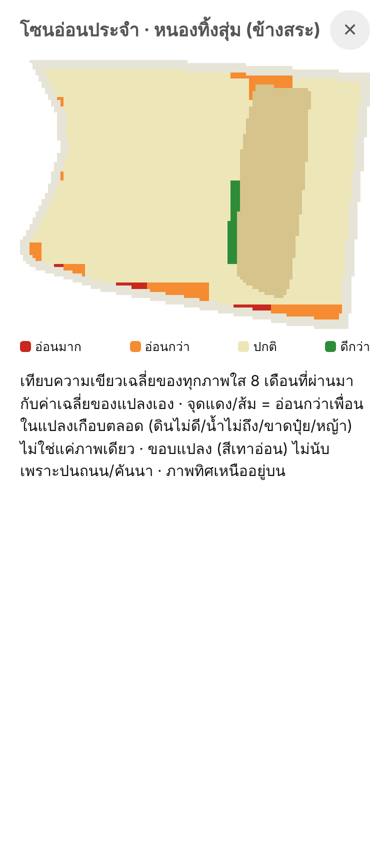 โซนอ่อนประจำ · หนองทิ้งสุ่ม (ข้างสระ)
✕
อ่อนมาก อ่อนกว่า ปกติ ดีกว่า
เทียบความเขียวเฉลี่ยของทุกภาพใส 8 เดือนที่ผ่านมา
กับค่าเฉลี่ยของแปลงเอง · จุดแดง/ส้ม = อ่อนกว่าเพื่อน
ในแปลงเกือบตลอด (ดินไม่ดี/น้ำไม่ถึง/ขาดปุ๋ย/หญ้า)
ไม่ใช่แค่ภาพเดียว · ขอบแปลง (สีเทาอ่อน) ไม่นับ
เพราะปนถนน/คันนา · ภาพทิศเหนืออยู่บน